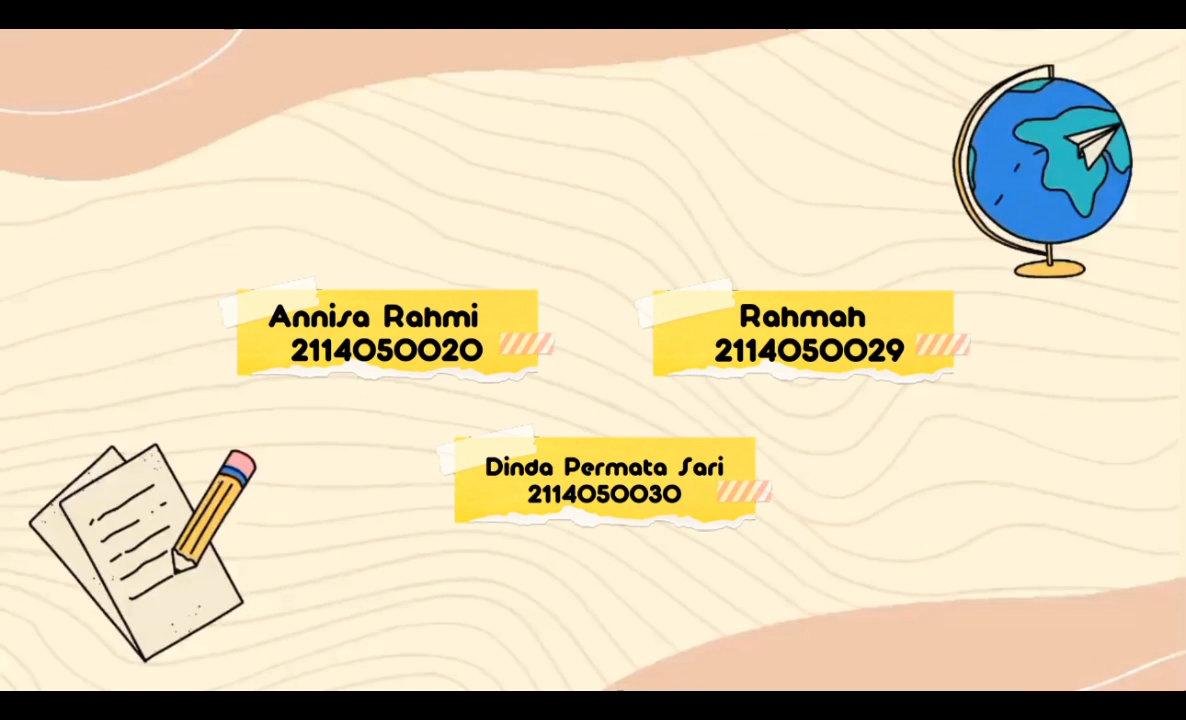 Annisa Rahmi
2114050020
Rahmah
2114050029
Dinda Permata Sari
2114050030